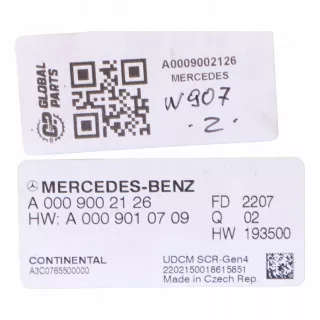 GLOBAL
PARTS
A0009002126
MERCEDES
W907
-2-
MERCEDES-BENZ
A 000 900 21 26 FD 2207
HW: A 000 901 07 09 Q 02
HW 193500
CONTINENTAL UDCM SCR-Gen4
A3C0765500000 2202150018615851
Made in Czech Rep.